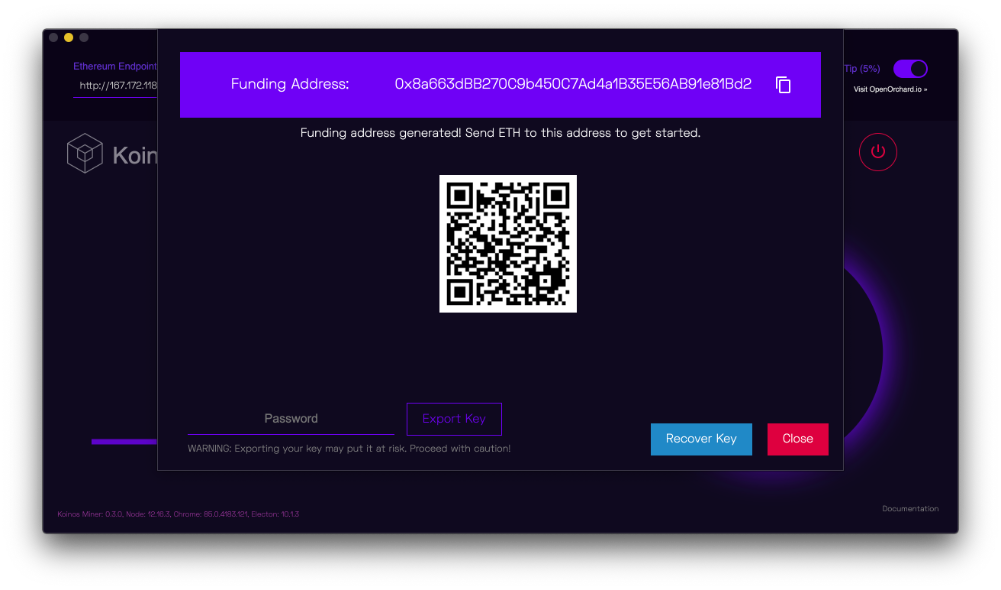 Ethereum Endpoint
Tip (5%)
http://167.172.118
Visit OpenOrchard.io »
Funding Address: 0x8a663dBB270C9b450C7Ad4a1B35E56AB91e81Bd2
Funding address generated! Send ETH to this address to get started.
Koin
Password
Export Key
Recover Key
Close
WARNING: Exporting your key may put it at risk. Proceed with caution!
Koinos Miner: 0.3.0, Node: 12.16.3, Chrome: 85.0.4183.121, Electon: 10.1.3
Documentation